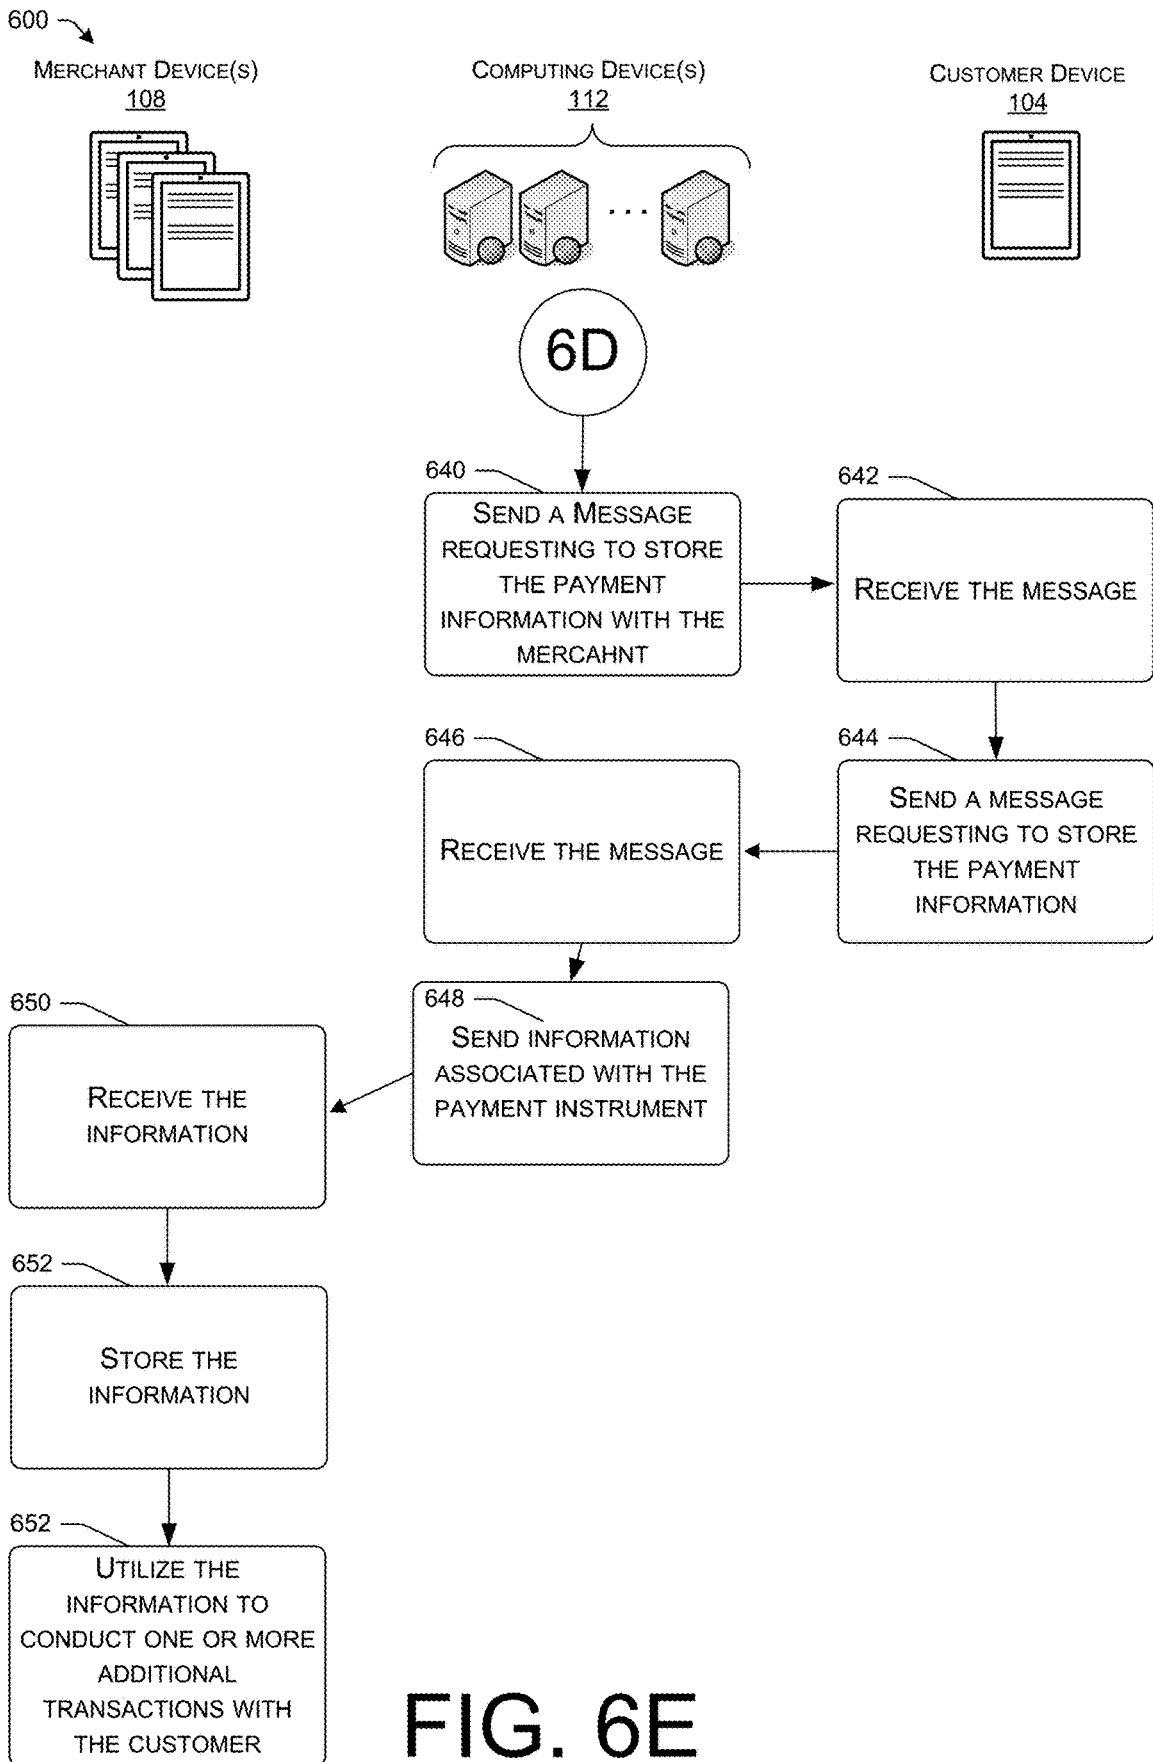 600
MERCHANT DEVICE(S)
108
COMPUTING DEVICE(S)
112
CUSTOMER DEVICE
104
...
6D
640
SEND A MESSAGE
REQUESTING TO STORE
THE PAYMENT
INFORMATION WITH THE
MERCAHNT
642
RECEIVE THE MESSAGE
644
SEND A MESSAGE
REQUESTING TO STORE
THE PAYMENT
INFORMATION
646
RECEIVE THE MESSAGE
648
SEND INFORMATION
ASSOCIATED WITH THE
PAYMENT INSTRUMENT
650
RECEIVE THE
INFORMATION
652
STORE THE
INFORMATION
652
UTILIZE THE
INFORMATION TO
CONDUCT ONE OR MORE
ADDITIONAL
TRANSACTIONS WITH
THE CUSTOMER
FIG. 6E